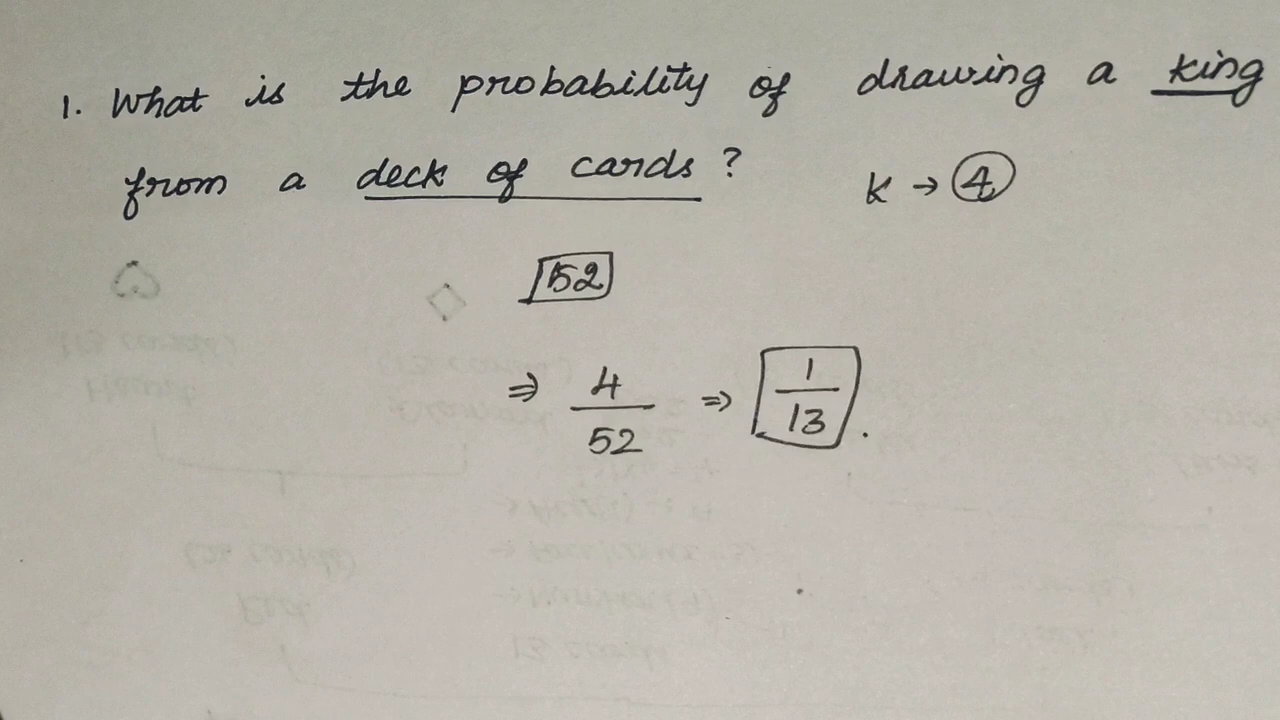 1. What is the probability of drawing a king
from a deck of cards ?
K → 4
52
⇒ 4/52 ⇒ 1/13.